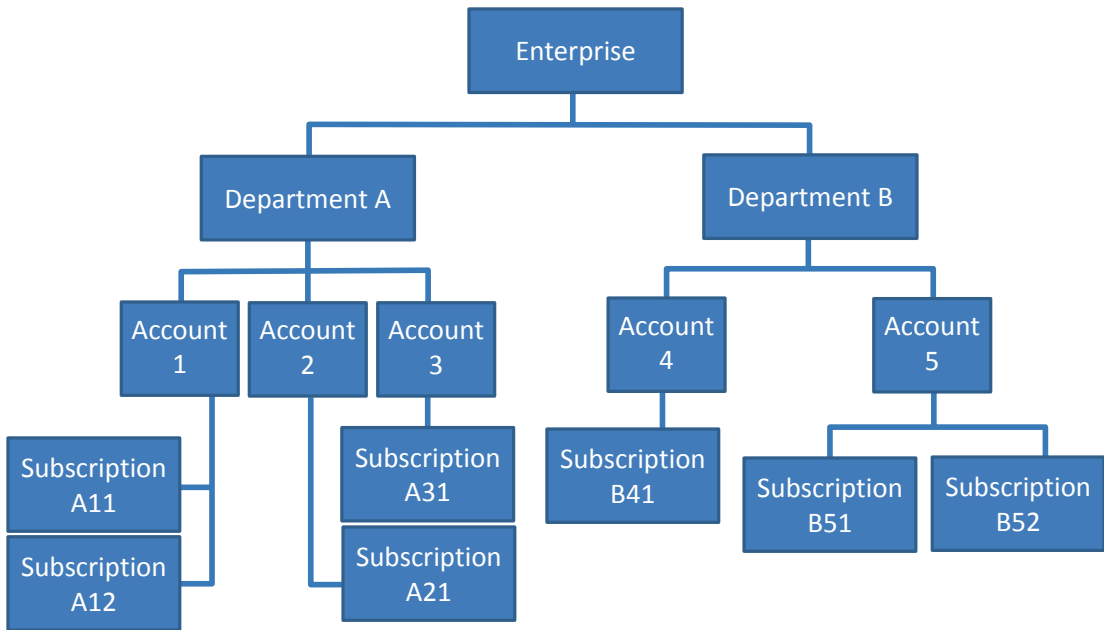 Enterprise
Department A
Department B
Account
1
Account
2
Account
3
Account
4
Account
5
Subscription
A11
Subscription
A31
Subscription
B41
Subscription
B51
Subscription
B52
Subscription
A12
Subscription
A21